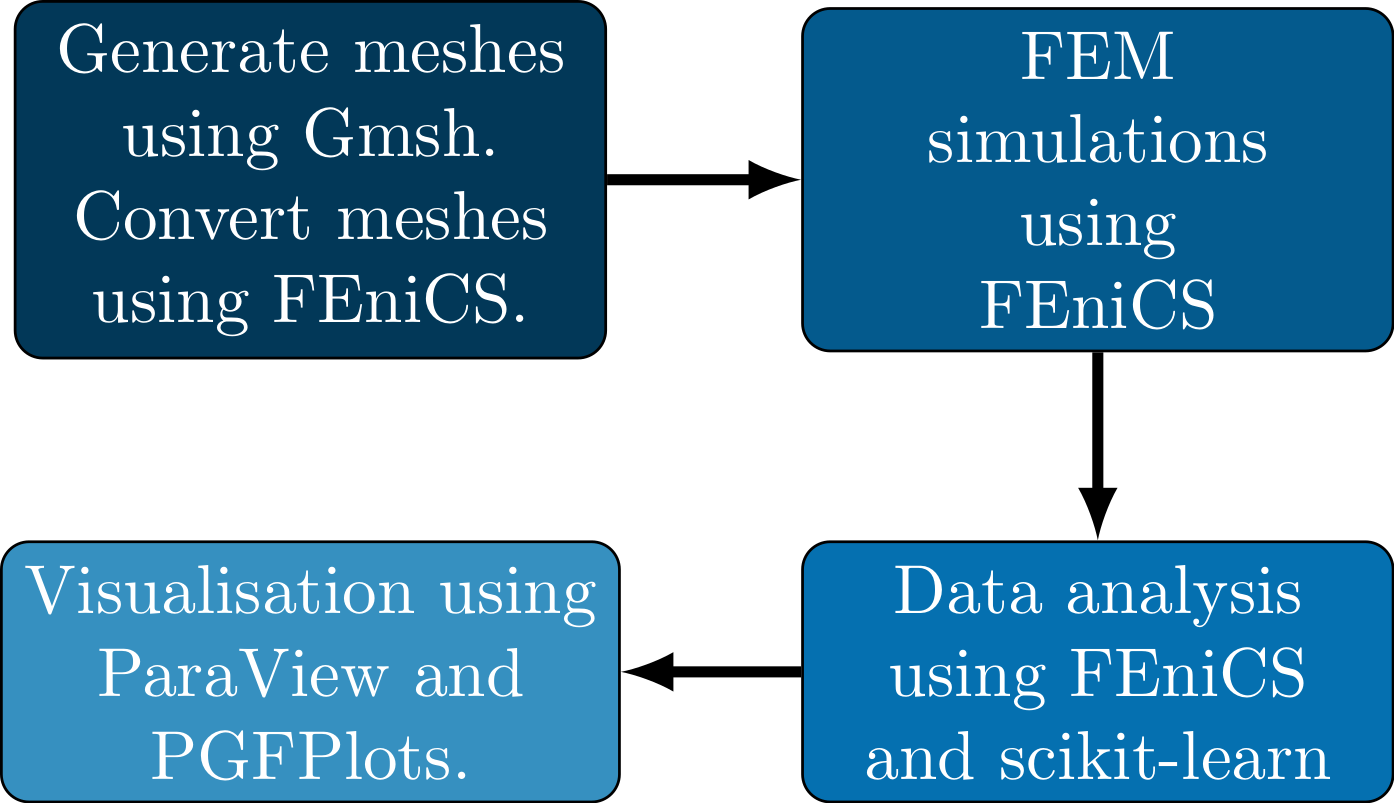 Generate meshes
using Gmsh.
Convert meshes
using FEniCS.
FEM
simulations
using
FEniCS
Data analysis
using FEniCS
and scikit-learn
Visualisation using
ParaView and
PGFPlots.